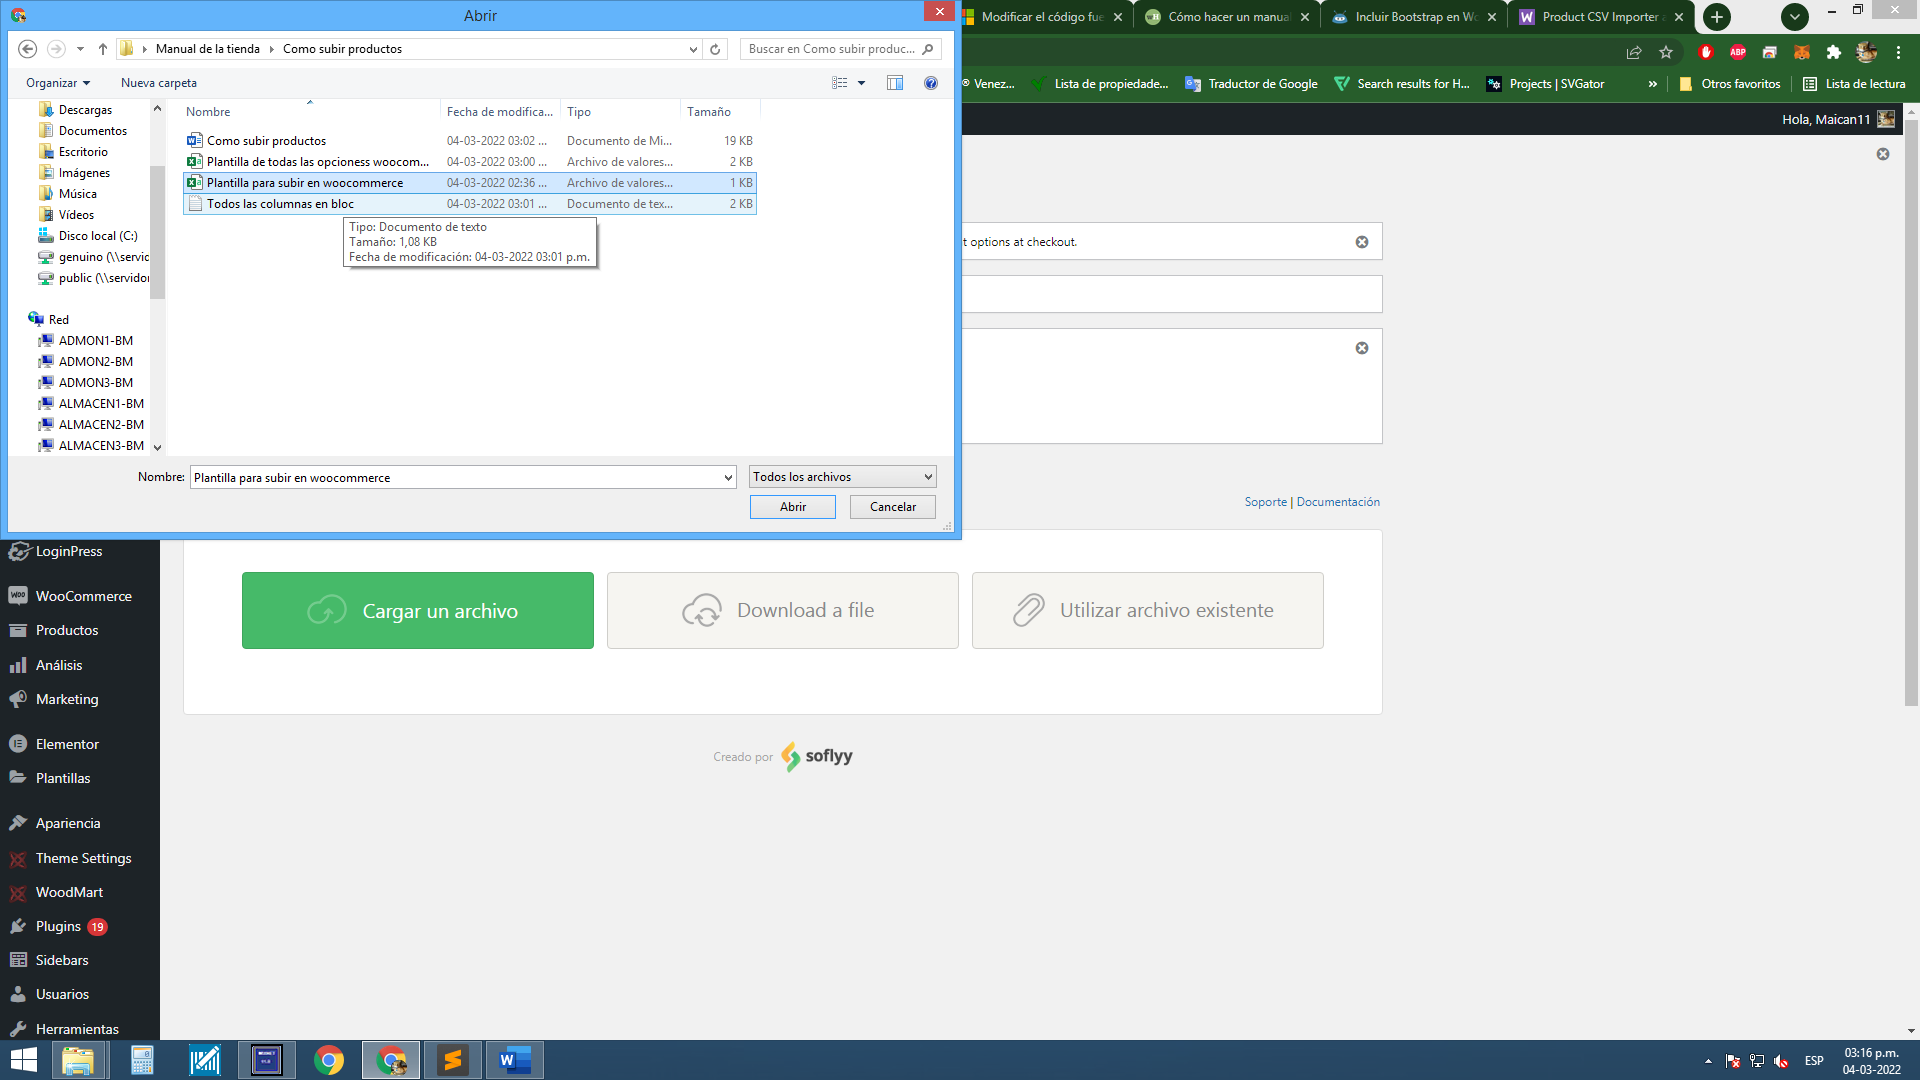 Abrir
Modificar el código fue
Cómo hacer un manual
Incluir Bootstrap en Wo
Product CSV Importer a
Manual de la tienda
Como subir productos
Buscar en Como subir produc...
Organizar
Nueva carpeta
® Venez...
Lista de propiedade...
Traductor de Google
Search results for H...
Projects | SVGator
»
Otros favoritos
Lista de lectura
Hola, Maican11
Descargas
Documentos
Escritorio
Imágenes
Música
Vídeos
Disco local (C:)
genuino (\\servid
public (\\servidor
Red
ADMON1-BM
ADMON2-BM
ADMON3-BM
ALMACEN1-BM
ALMACEN2-BM
ALMACEN3-BM
Nombre Fecha de modifica... Tipo Tamaño
Como subir productos 04-03-2022 03:02 ... Documento de Mi... 19 KB
Plantilla de todas las opcioness woocom... 04-03-2022 03:00 ... Archivo de valores... 2 KB
Plantilla para subir en woocommerce 04-03-2022 02:36 ... Archivo de valores... 1 KB
Todos las columnas en bloc 04-03-2022 03:01 ... Documento de tex... 2 KB
Tipo: Documento de texto
Tamaño: 1,08 KB
Fecha de modificación: 04-03-2022 03:01 p.m.
t options at checkout.
Nombre: Plantilla para subir en woocommerce
Todos los archivos
Abrir
Cancelar
Soporte | Documentación
LoginPress
WooCommerce
Productos
Análisis
Marketing
Elementor
Plantillas
Apariencia
Theme Settings
WoodMart
Plugins 19
Sidebars
Usuarios
Herramientas
Cargar un archivo
Download a file
Utilizar archivo existente
Creado por soflyy
ESP
03:16 p.m.
04-03-2022